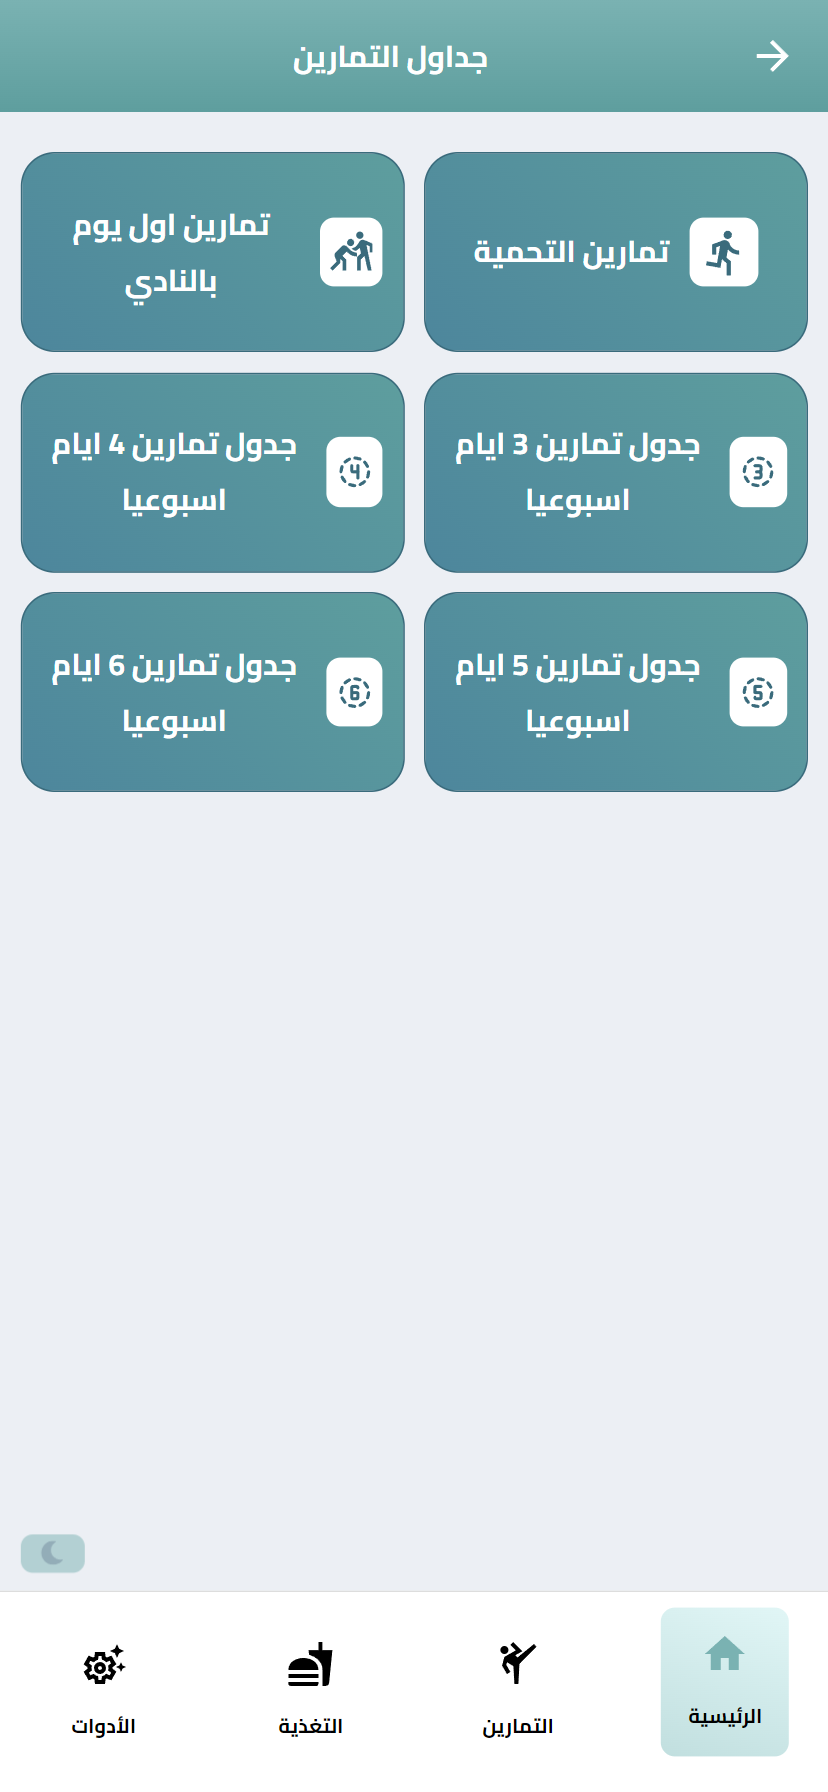 جداول التمارين
تمارين التحمية
تمارين اول يوم
بالنادي
جدول تمارين 3 ايام
اسبوعيا
3
جدول تمارين 4 ايام
اسبوعيا
4
جدول تمارين 5 ايام
اسبوعيا
5
جدول تمارين 6 ايام
اسبوعيا
6
الرئيسية
التمارين
التغذية
الأدوات